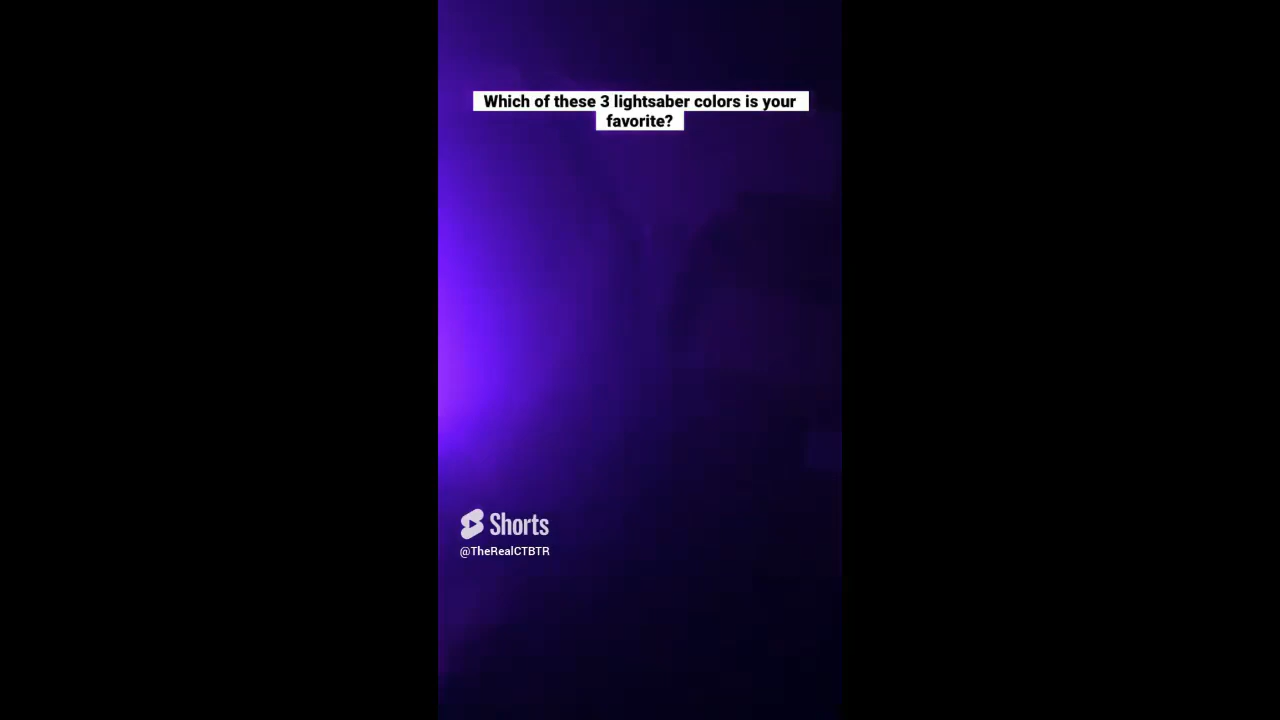 Which of these 3 lightsaber colors is your
favorite?
Shorts
@TheRealCTBTR